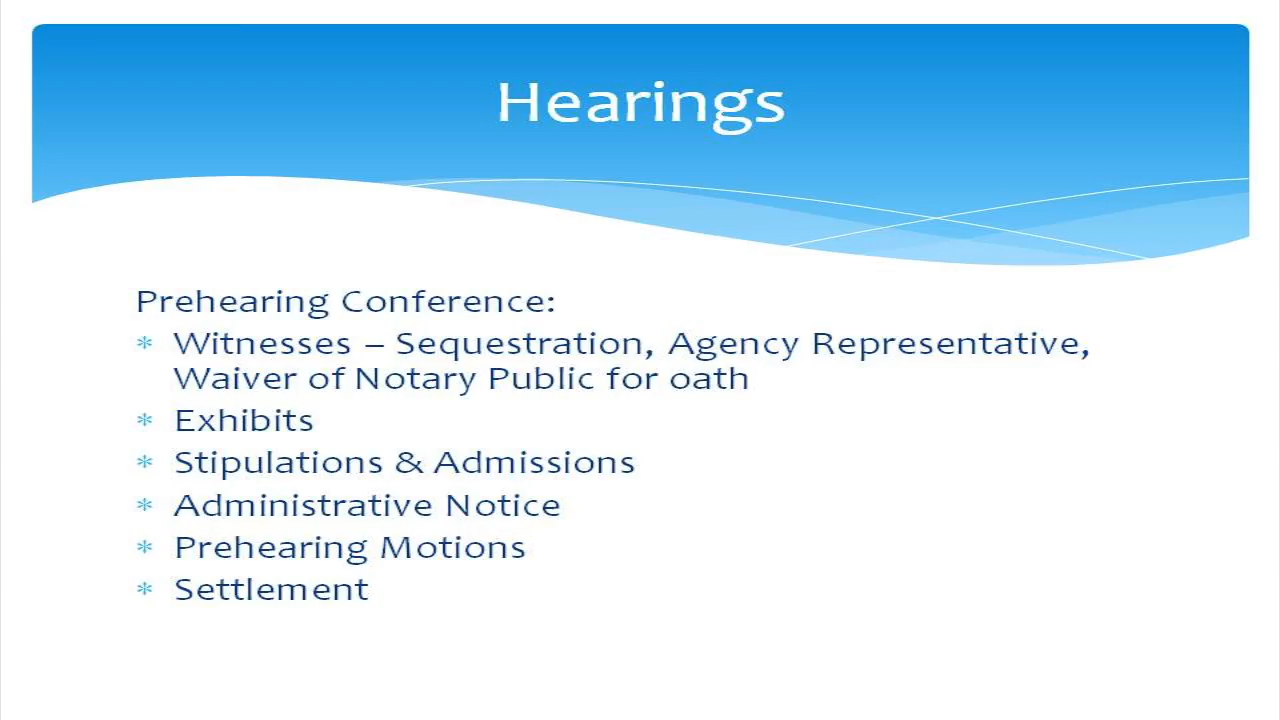 Hearings
Prehearing Conference:
* Witnesses – Sequestration, Agency Representative,
Waiver of Notary Public for oath
* Exhibits
* Stipulations & Admissions
* Administrative Notice
* Prehearing Motions
* Settlement